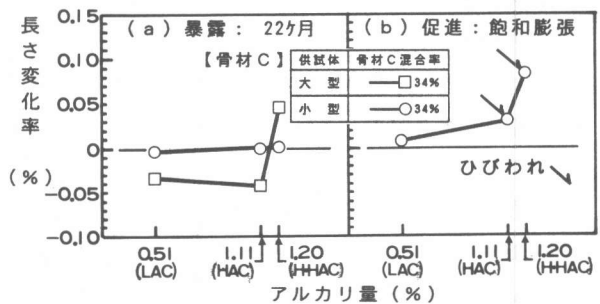 (a) 暴露: 22ヶ月
(b) 促進: 飽和膨張
長さ変化率
(%)
0.15
0.10
0.05
0
-0.05
-0.10
【骨材C】
供試体 骨材C混合率
大型 34%
小型 34%
ひびわれ
0.51 1.11 1.20
(LAC) (HAC) (HHAC)
0.51 1.11 1.20
(LAC) (HAC) (HHAC)
アルカリ量(%)